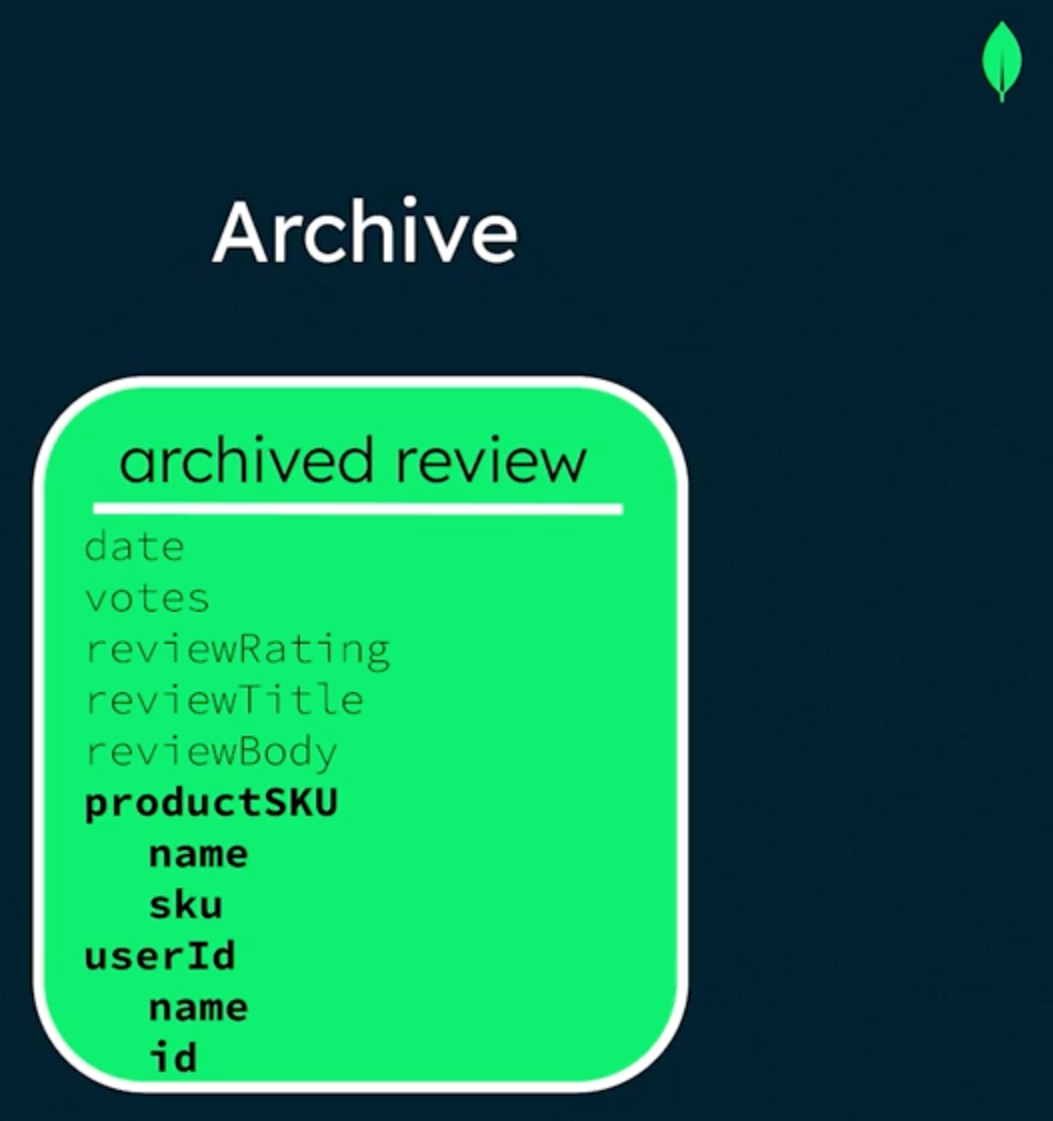 Archive
archived review
date
votes
reviewRating
reviewTitle
reviewBody
productSKU
name
sku
userId
name
id